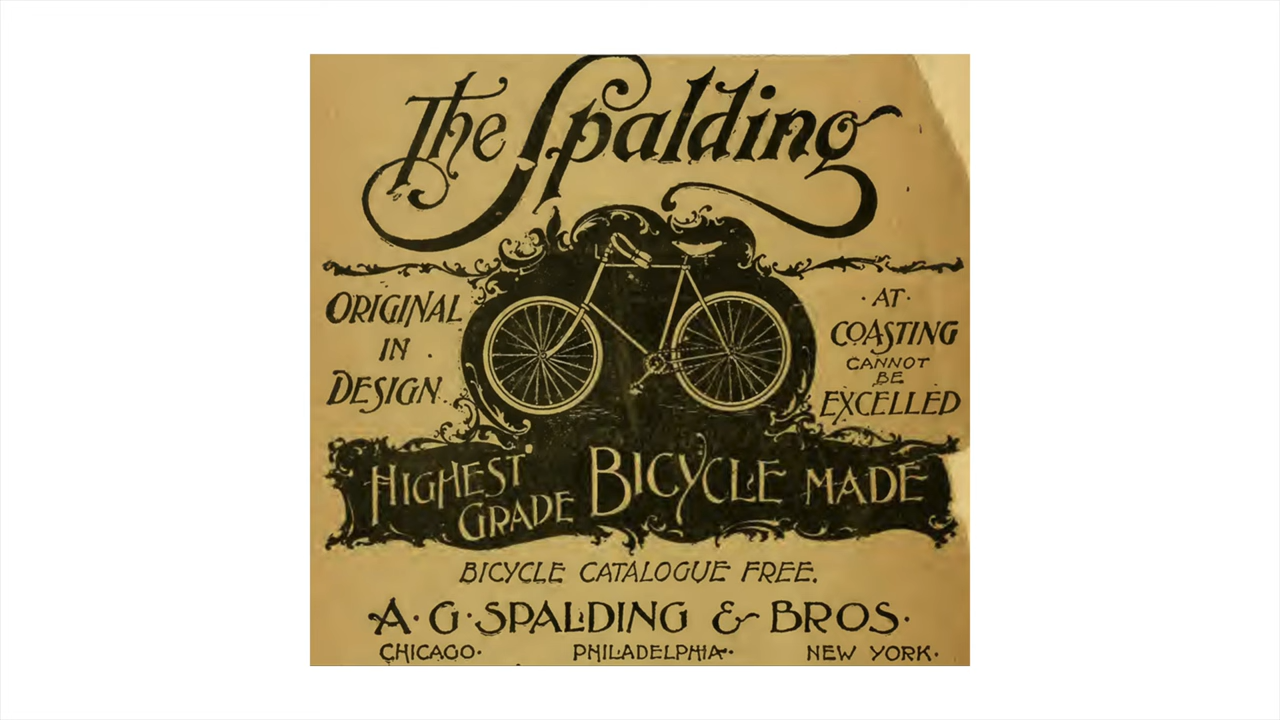 The Spalding
ORIGINAL
IN
DESIGN
·AT·
COASTING
CANNOT
BE
EXCELLED
HIGHEST
GRADE BICYCLE MADE
BICYCLE CATALOGUE FREE.
A·G·SPALDING & BROS·
CHICAGO· PHILADELPHIA· NEW YORK·